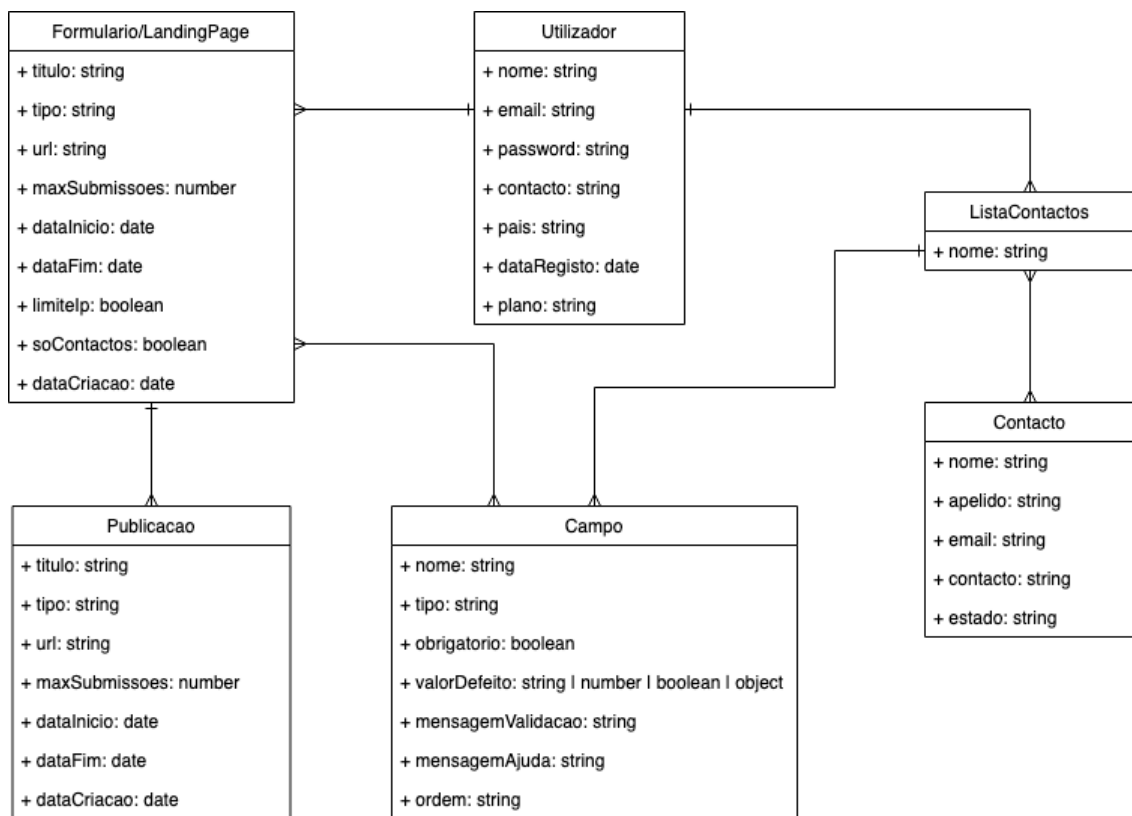 Formulario/LandingPage
+ titulo: string
+ tipo: string
+ url: string
+ maxSubmissoes: number
+ dataInicio: date
+ dataFim: date
+ limiteIp: boolean
+ soContactos: boolean
+ dataCriacao: date
Utilizador
+ nome: string
+ email: string
+ password: string
+ contacto: string
+ pais: string
+ dataRegisto: date
+ plano: string
ListaContactos
+ nome: string
Contacto
+ nome: string
+ apelido: string
+ email: string
+ contacto: string
+ estado: string
Publicacao
+ titulo: string
+ tipo: string
+ url: string
+ maxSubmissoes: number
+ dataInicio: date
+ dataFim: date
+ dataCriacao: date
Campo
+ nome: string
+ tipo: string
+ obrigatorio: boolean
+ valorDefeito: string | number | boolean | object
+ mensagemValidacao: string
+ mensagemAjuda: string
+ ordem: string